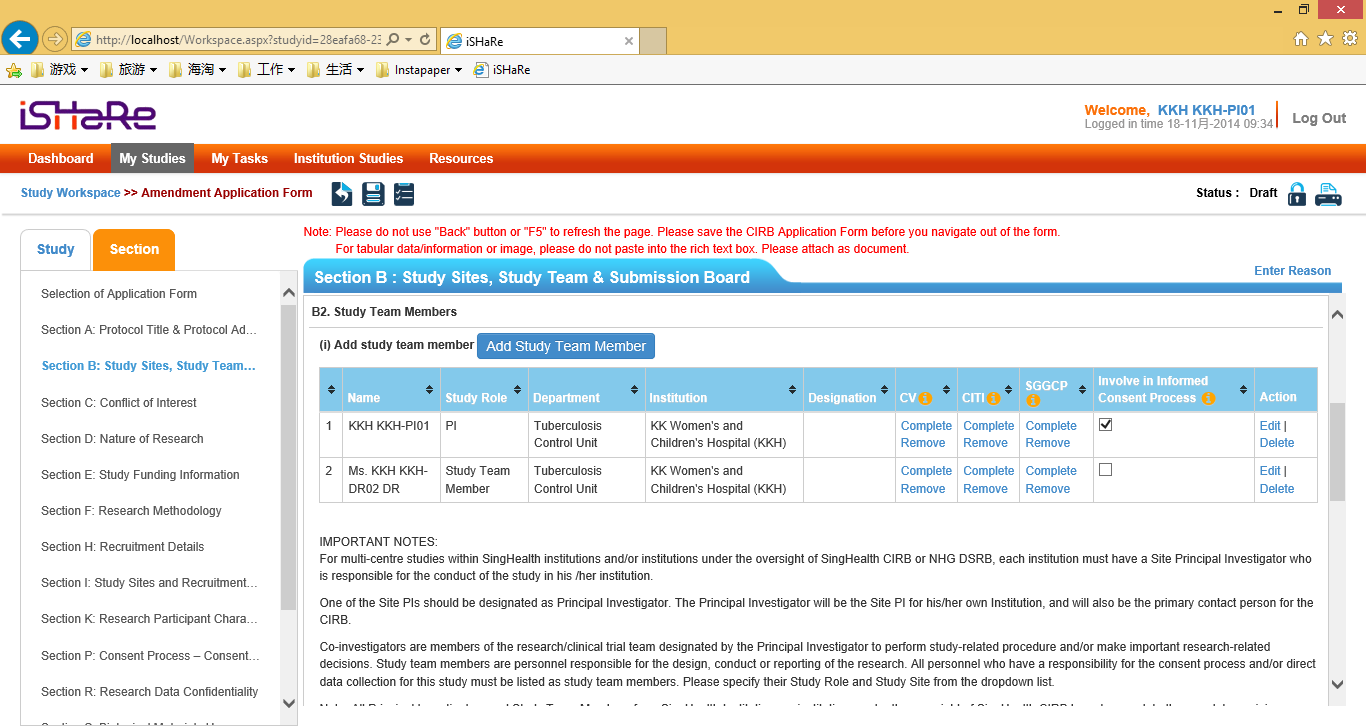 http://localhost/Workspace.aspx?studyid=28eafa68-23
iSHaRe
游戏
旅游
海淘
工作
生活
Instapaper
iSHaRe
iSHaRe
Welcome, KKH KKH-PI01
Logged in time 18-11月-2014 09:34
Log Out
Dashboard
My Studies
My Tasks
Institution Studies
Resources
Study Workspace >> Amendment Application Form
Status : Draft
Study
Section
Selection of Application Form
Section A: Protocol Title & Protocol Ad...
Section B: Study Sites, Study Team...
Section C: Conflict of Interest
Section D: Nature of Research
Section E: Study Funding Information
Section F: Research Methodology
Section H: Recruitment Details
Section I: Study Sites and Recruitment...
Section K: Research Participant Chara...
Section P: Consent Process – Consent...
Section R: Research Data Confidentiality
Note: Please do not use "Back" button or "F5" to refresh the page. Please save the CIRB Application Form before you navigate out of the form.
For tabular data/information or image, please do not paste into the rich text box. Please attach as document.
Section B : Study Sites, Study Team & Submission Board
Enter Reason
B2. Study Team Members
(i) Add study team member
Add Study Team Member
Name
Study Role
Department
Institution
Designation
CV
CITI
SGGCP
Involve in Informed
Consent Process
Action
1 KKH KKH-PI01 PI Tuberculosis KK Women's and Complete Complete Complete Edit |
Control Unit Children's Hospital (KKH) Remove Remove Remove Delete
2 Ms. KKH KKH- Study Team Tuberculosis KK Women's and Complete Complete Complete Edit |
DR02 DR Member Control Unit Children's Hospital (KKH) Remove Remove Remove Delete
IMPORTANT NOTES:
For multi-centre studies within SingHealth institutions and/or institutions under the oversight of SingHealth CIRB or NHG DSRB, each institution must have a Site Principal Investigator who
is responsible for the conduct of the study in his /her institution.
One of the Site PIs should be designated as Principal Investigator. The Principal Investigator will be the Site PI for his/her own Institution, and will also be the primary contact person for the
CIRB.
Co-investigators are members of the research/clinical trial team designated by the Principal Investigator to perform study-related procedure and/or make important research-related
decisions. Study team members are personnel responsible for the design, conduct or reporting of the research. All personnel who have a responsibility for the consent process and/or direct
data collection for this study must be listed as study team members. Please specify their Study Role and Study Site from the dropdown list.